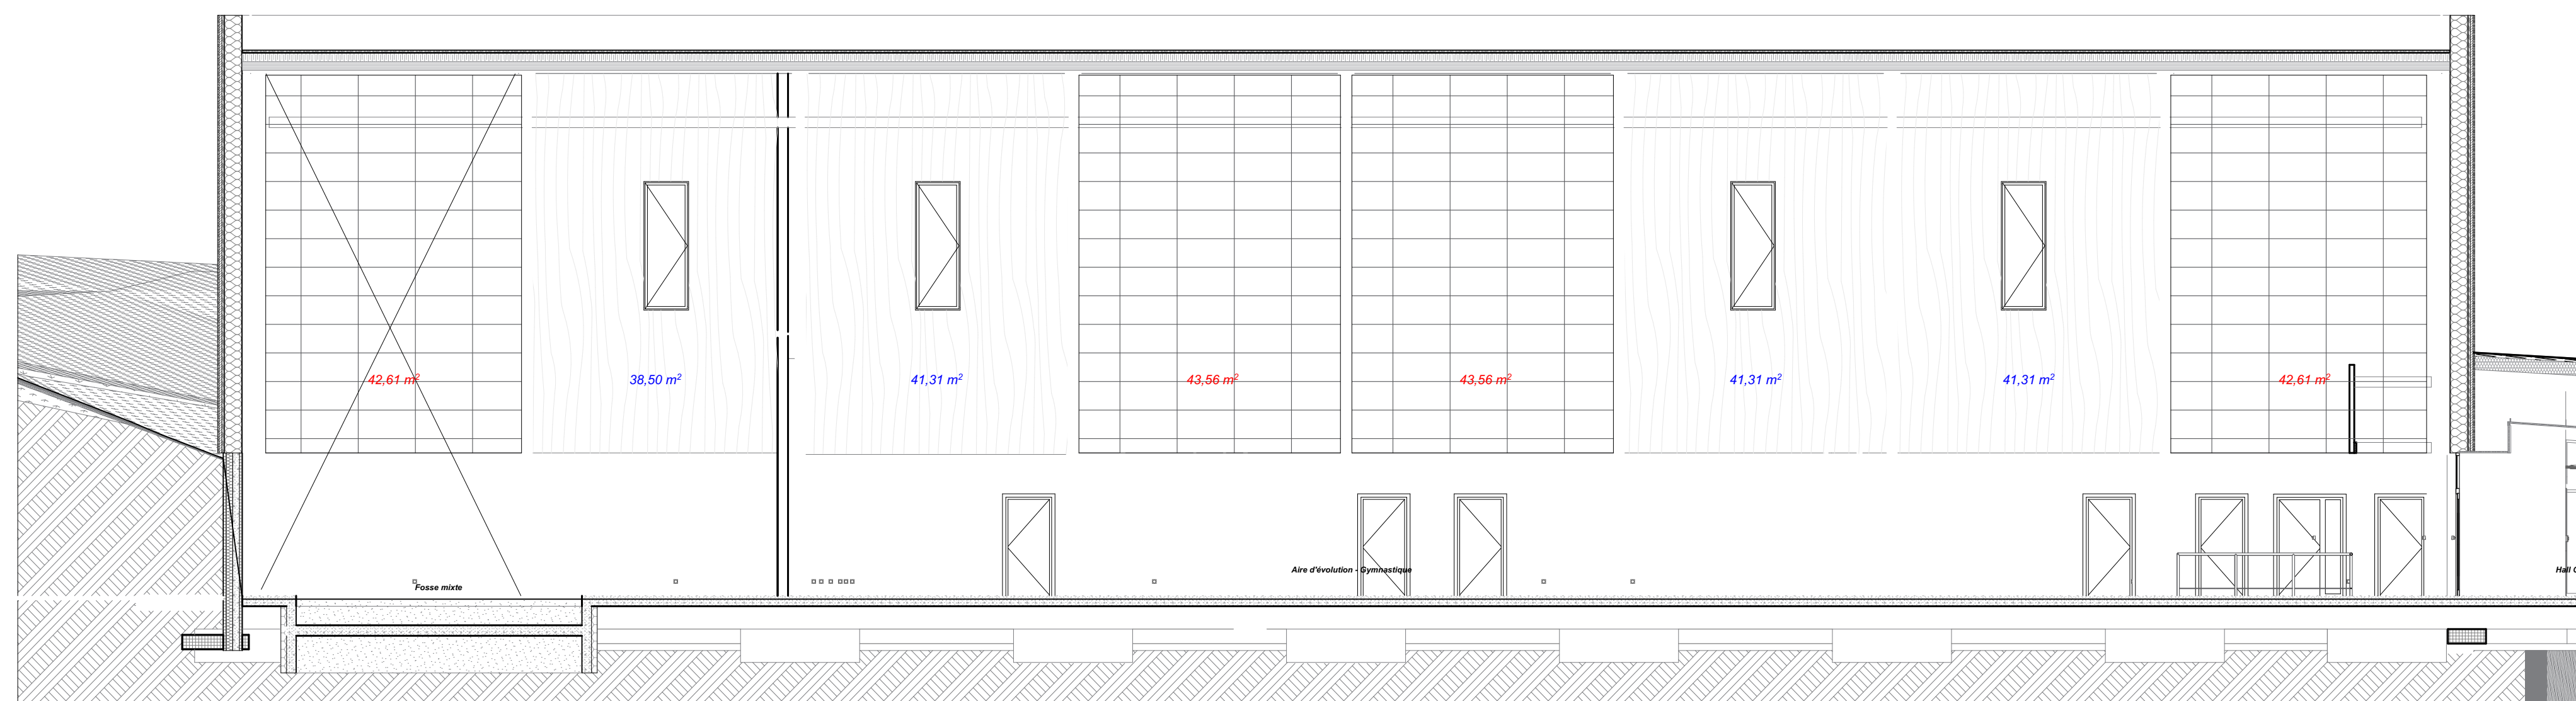 42,61 m²
38,50 m²
41,31 m²
43,56 m²
43,56 m²
41,31 m²
41,31 m²
42,61 m²
Aire d'évolution - Gymnastique
Hall
Fosse mixte